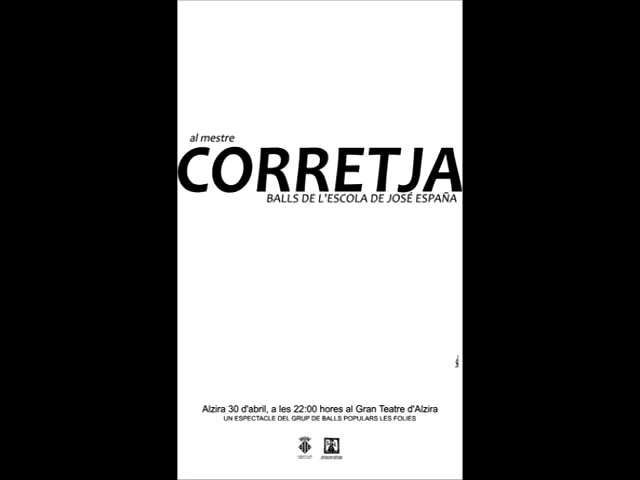 al mestre
CORRETJA
BALLS DE L'ESCOLA DE JOSÉ ESPAÑA
Alzira 30 d'abril, a les 22:00 hores al Gran Teatre d'Alzira
UN ESPECTACLE DEL GRUP DE BALLS POPULARS LES FOLIES